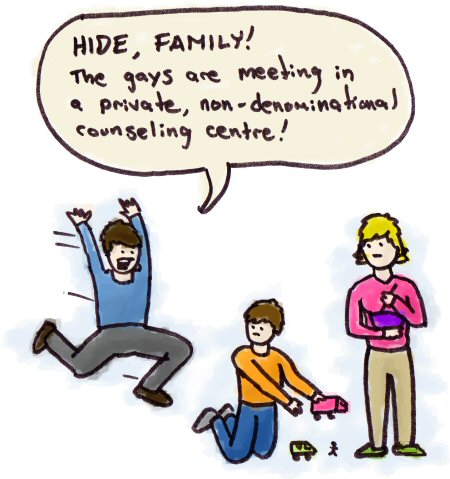 HIDE, FAMILY!
The gays are meeting in
a private, non-denominational
counseling centre!